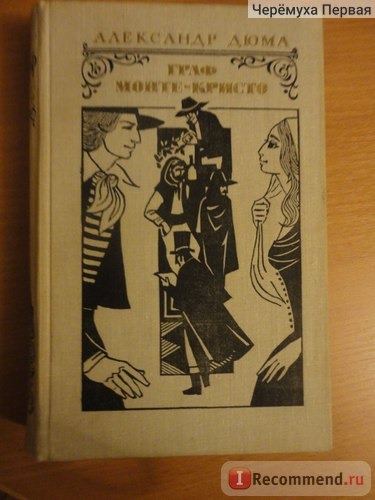 Черёмуха Первая
АЛЕКСАНДР ДЮМА
ГРАФ
МОНТЕ-КРИСТО
I Recommend.ru